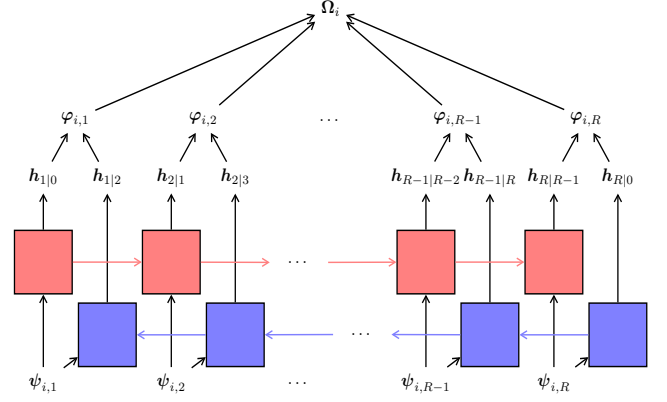 Ω_i
φ_{i,1} φ_{i,2} ... φ_{i,R−1} φ_{i,R}
h_{1|0} h_{1|2} h_{2|1} h_{2|3} h_{R−1|R−2} h_{R−1|R} h_{R|R−1} h_{R|0}
...
...
ψ_{i,1} ψ_{i,2} ... ψ_{i,R−1} ψ_{i,R}